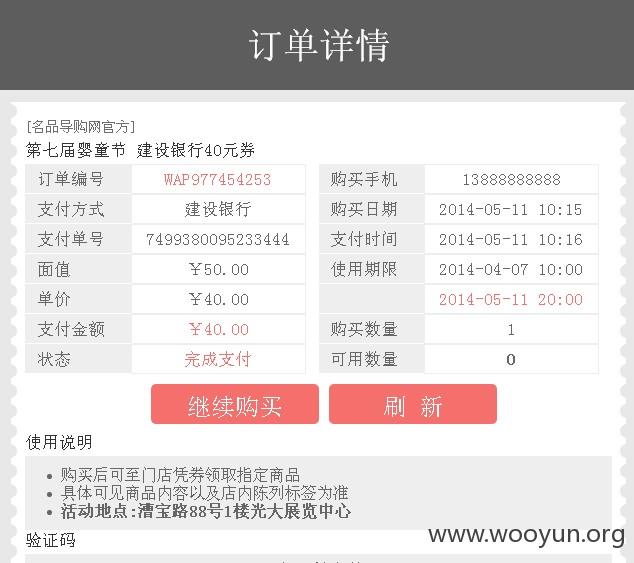 订单详情
[名品导购网官方]
第七届婴童节 建设银行40元券
订单编号 WAP977454253 购买手机 13888888888
支付方式 建设银行 购买日期 2014-05-11 10:15
支付单号 7499380095233444 支付时间 2014-05-11 10:16
面值 ￥50.00 使用期限 2014-04-07 10:00
单价 ￥40.00 2014-05-11 20:00
支付金额 ￥40.00 购买数量 1
状态 完成支付 可用数量 0
继续购买 刷 新
使用说明
购买后可至门店凭券领取指定商品
具体可见商品内容以及店内陈列标签为准
活动地点:漕宝路88号1楼光大展览中心
www.wooyun.org
验证码